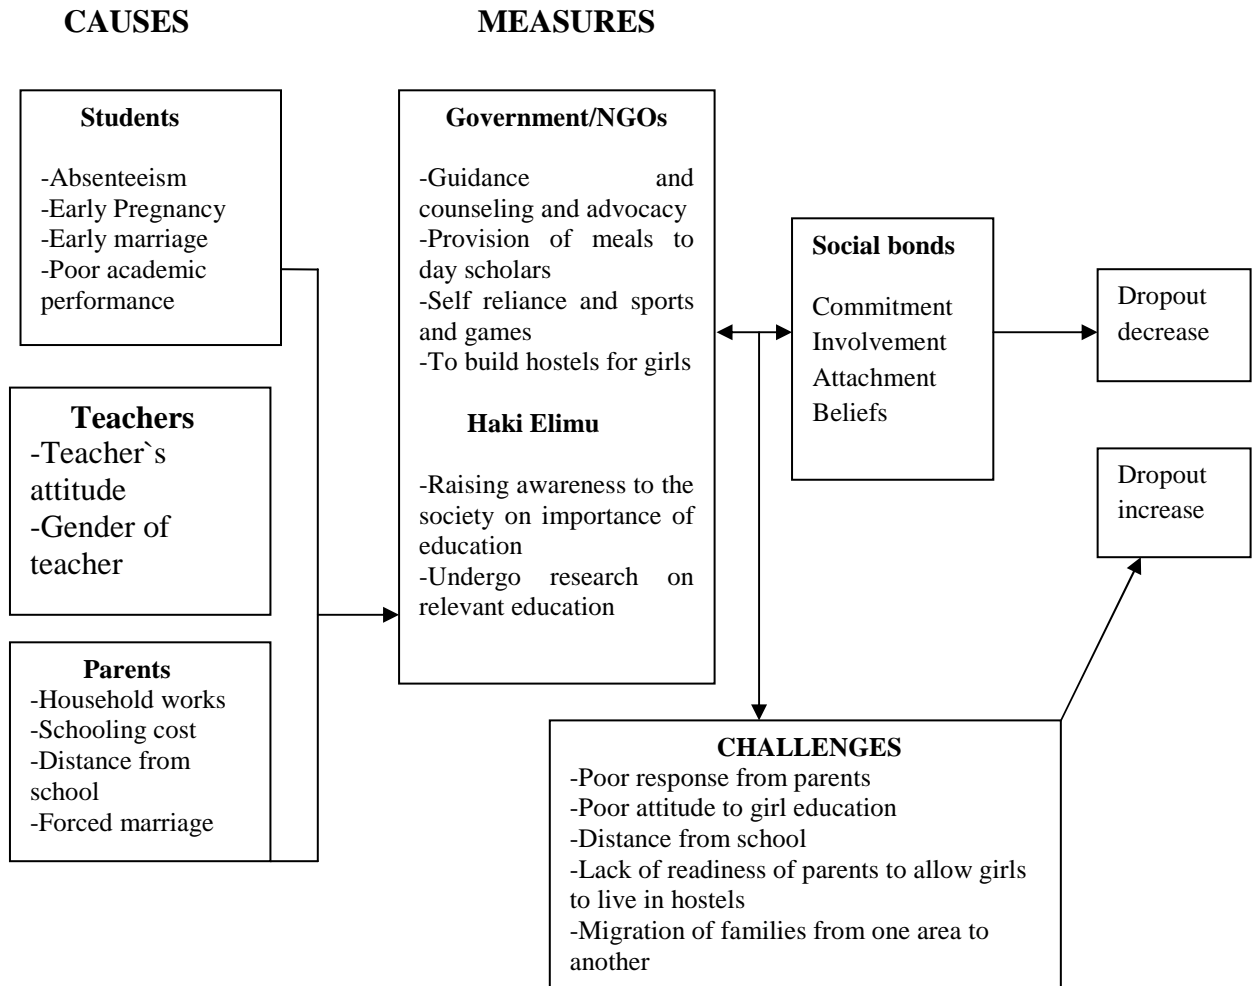 CAUSES
MEASURES
Students
-Absenteeism
-Early Pregnancy
-Early marriage
-Poor academic
performance
Teachers
-Teacher`s
attitude
-Gender of
teacher
Parents
-Household works
-Schooling cost
-Distance from
school
-Forced marriage
Government/NGOs
-Guidance and
counseling and advocacy
-Provision of meals to
day scholars
-Self reliance and sports
and games
-To build hostels for girls
Haki Elimu
-Raising awareness to the
society on importance of
education
-Undergo research on
relevant education
Social bonds
Commitment
Involvement
Attachment
Beliefs
Dropout
decrease
Dropout
increase
CHALLENGES
-Poor response from parents
-Poor attitude to girl education
-Distance from school
-Lack of readiness of parents to allow girls
to live in hostels
-Migration of families from one area to
another